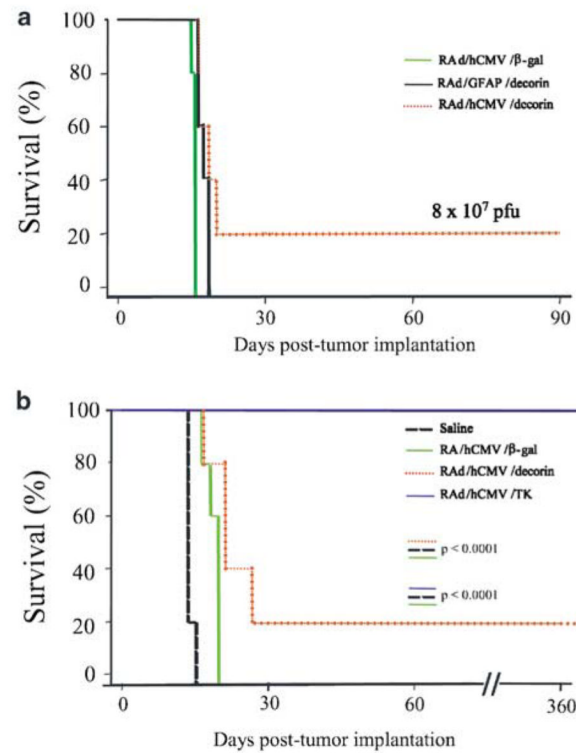 a
100
80
60
40
20
0
Survival (%)
RAd/hCMV/β-gal
RAd/GFAP/decorin
RAd/hCMV/decorin
8 x 10⁷ pfu
0 30 60 90
Days post-tumor implantation
b
100
80
60
40
20
0
Survival (%)
Saline
RA/hCMV/β-gal
RAd/hCMV/decorin
RAd/hCMV/TK
p < 0.0001
p < 0.0001
0 30 60 360
Days post-tumor implantation